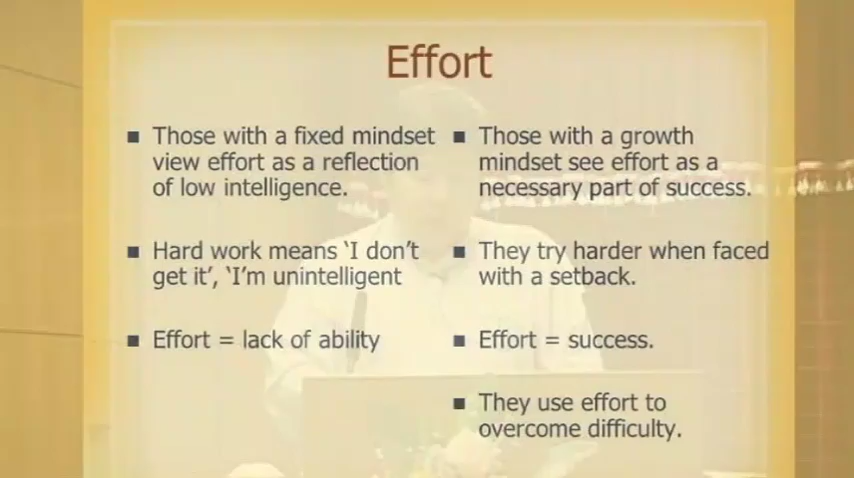 Effort
Those with a fixed mindset
view effort as a reflection
of low intelligence.
Hard work means ‘I don’t
get it’, ‘I’m unintelligent
Effort = lack of ability
Those with a growth
mindset see effort as a
necessary part of success.
They try harder when faced
with a setback.
Effort = success.
They use effort to
overcome difficulty.